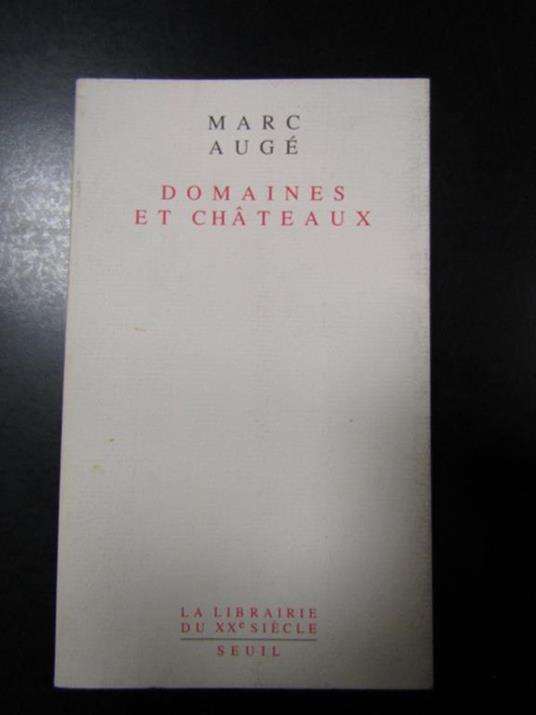 MARC
AUGÉ
DOMAINES
ET CHÂTEAUX
LA LIBRAIRIE
DU XXe SIÈCLE
SEUIL